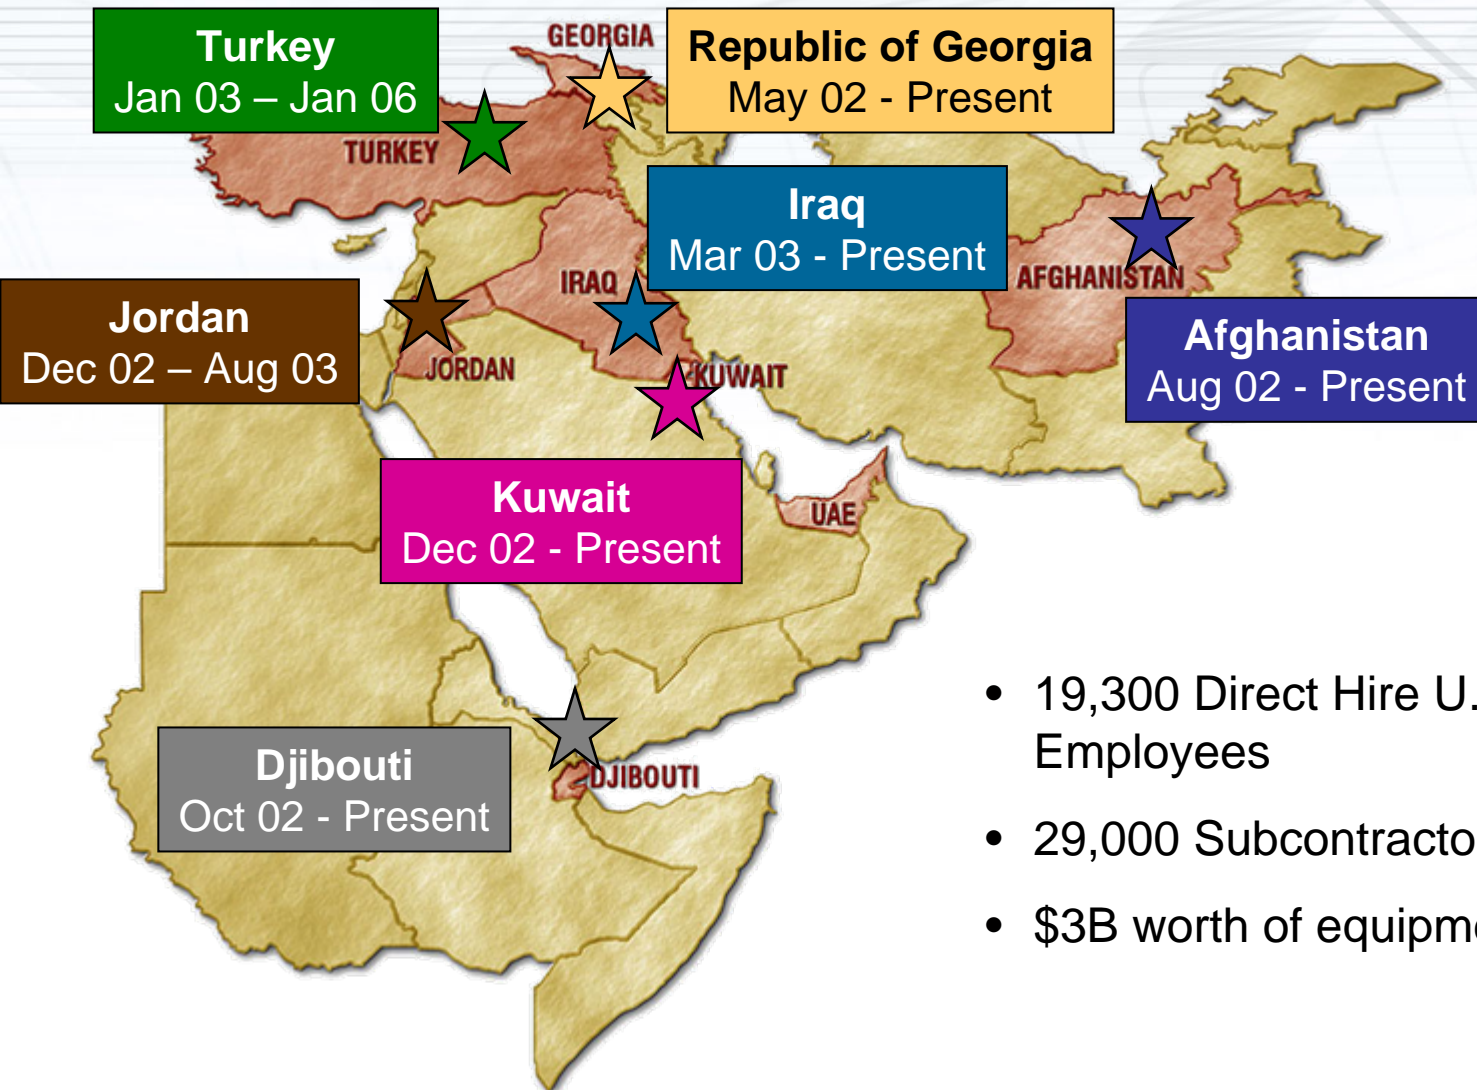 Turkey
Jan 03 – Jan 06
GEORGIA
Republic of Georgia
May 02 - Present
TURKEY
Iraq
Mar 03 - Present
IRAQ
AFGHANISTAN
Jordan
Dec 02 – Aug 03
JORDAN
KUWAIT
Afghanistan
Aug 02 - Present
Kuwait
Dec 02 - Present
UAE
Djibouti
Oct 02 - Present
DJIBOUTI
• 19,300 Direct Hire U.
Employees
• 29,000
• $3B worth of